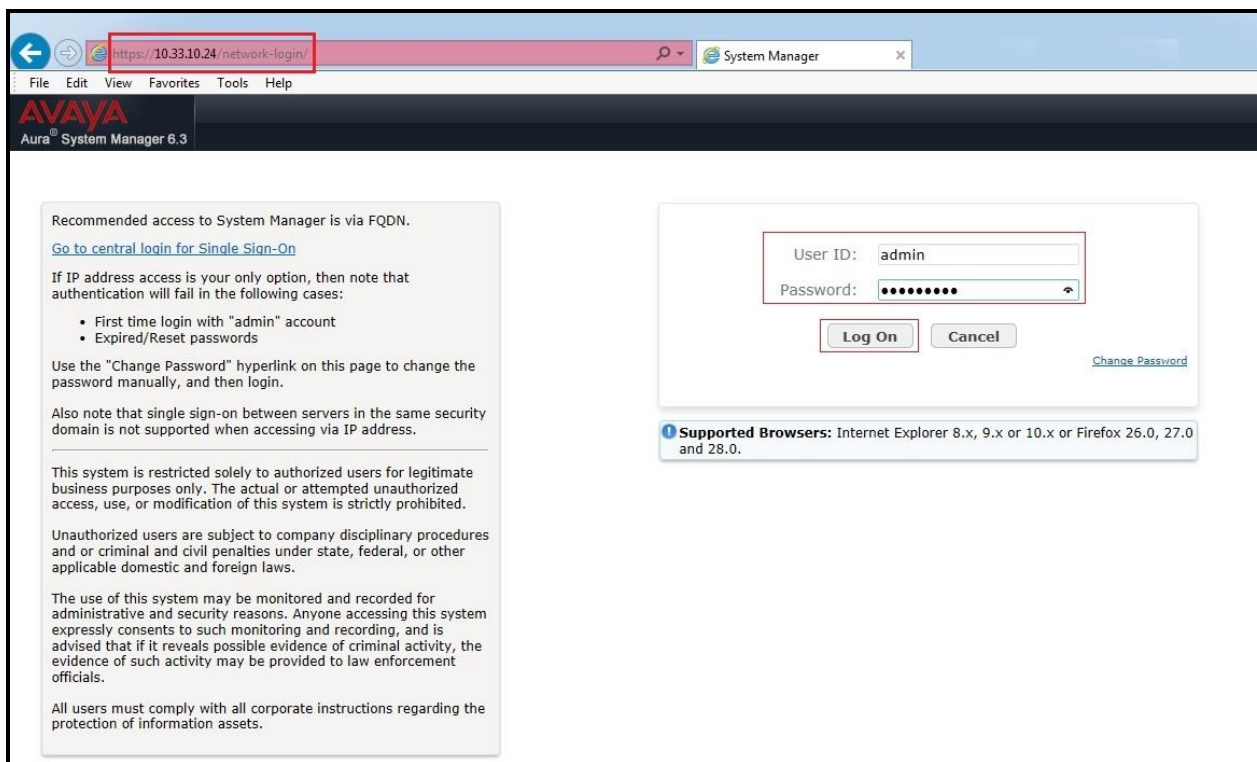 https://10.33.10.24/network-login/
System Manager
File Edit View Favorites Tools Help
AVAYA
Aura® System Manager 6.3
Recommended access to System Manager is via FQDN.
Go to central login for Single Sign-On
If IP address access is your only option, then note that
authentication will fail in the following cases:
• First time login with "admin" account
• Expired/Reset passwords
Use the "Change Password" hyperlink on this page to change the
password manually, and then login.
Also note that single sign-on between servers in the same security
domain is not supported when accessing via IP address.
This system is restricted solely to authorized users for legitimate
business purposes only. The actual or attempted unauthorized
access, use, or modification of this system is strictly prohibited.
Unauthorized users are subject to company disciplinary procedures
and or criminal and civil penalties under state, federal, or other
applicable domestic and foreign laws.
The use of this system may be monitored and recorded for
administrative and security reasons. Anyone accessing this system
expressly consents to such monitoring and recording, and is
advised that if it reveals possible evidence of criminal activity, the
evidence of such activity may be provided to law enforcement
officials.
All users must comply with all corporate instructions regarding the
protection of information assets.
User ID: admin
Password: •••••••••
Log On Cancel
Change Password
Supported Browsers: Internet Explorer 8.x, 9.x or 10.x or Firefox 26.0, 27.0
and 28.0.